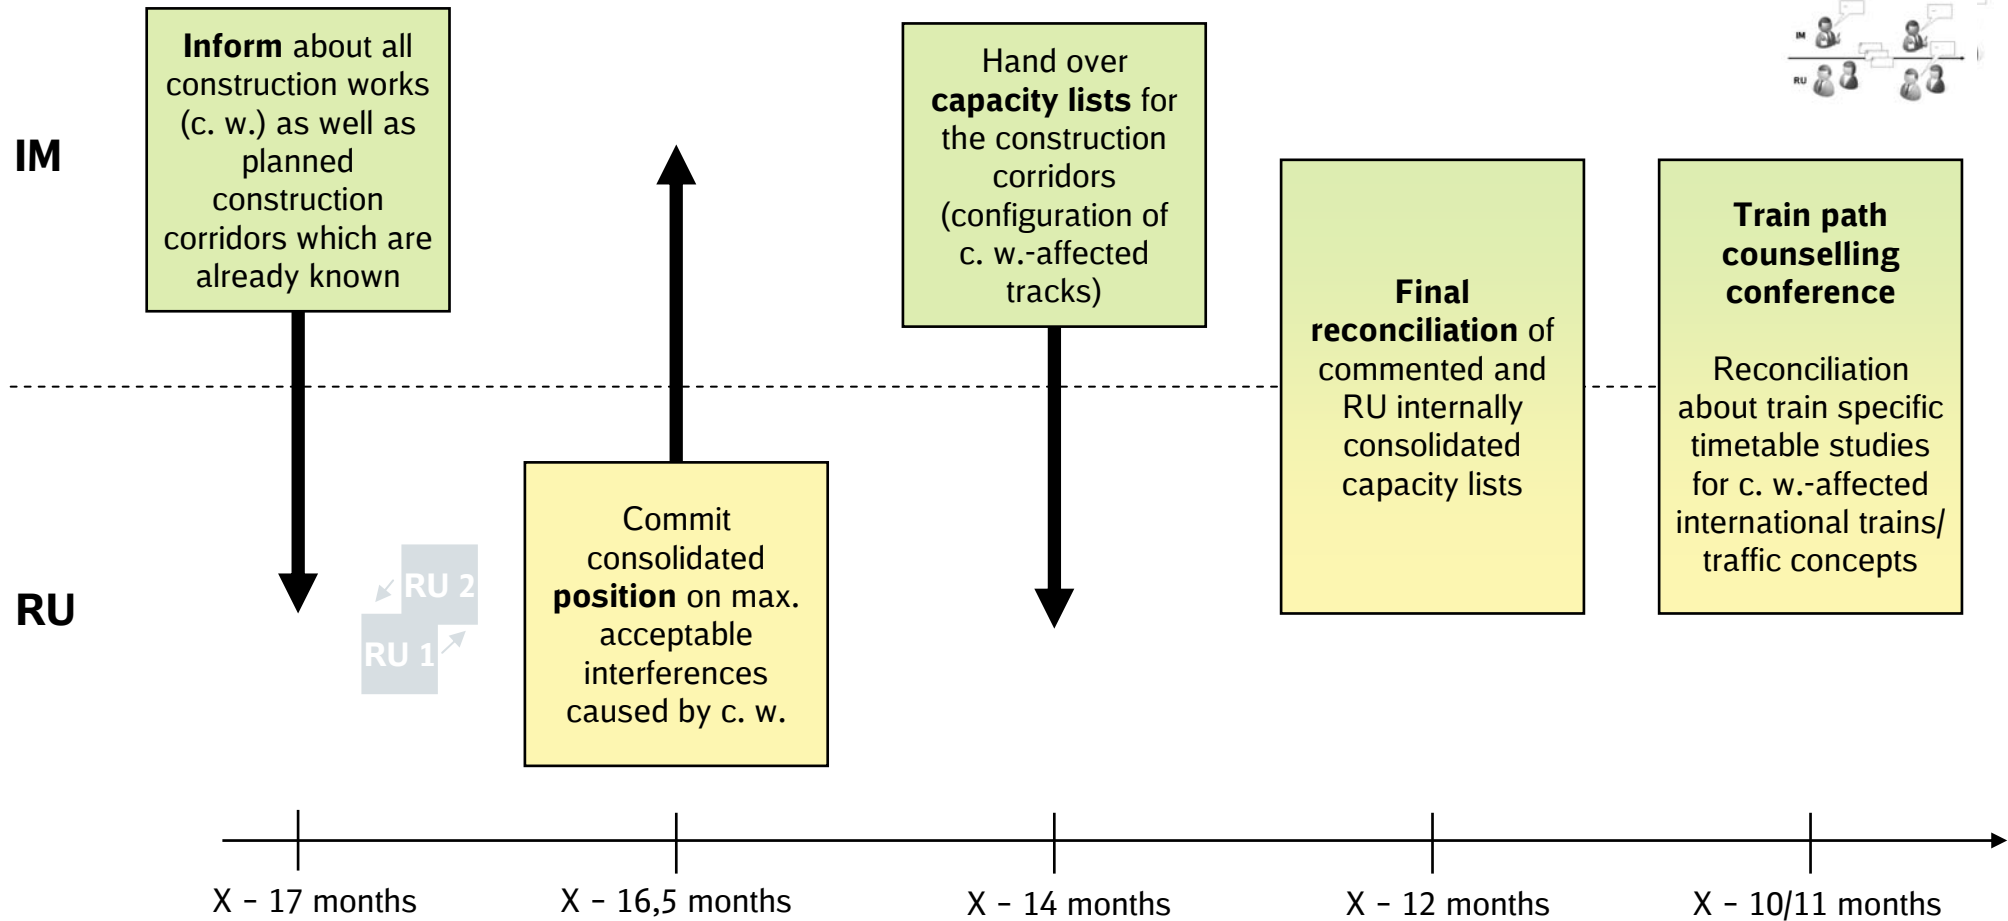 IM
RU
IM
Inform about all
construction works
(c. w.) as well as
planned
construction
corridors which are
already known
Hand over
capacity lists for
the construction
corridors
(configuration of
c. w.-affected
tracks)
Final
reconciliation of
commented and
RU internally
consolidated
capacity lists
Train path
counselling
conference
Reconciliation
about train specific
timetable studies
for c. w.-affected
international trains/
traffic concepts
RU
RU 2
RU 1
Commit
consolidated
position on max.
acceptable
interferences
caused by c. w.
X – 17 months
X – 16,5 months
X – 14 months
X – 12 months
X – 10/11 months